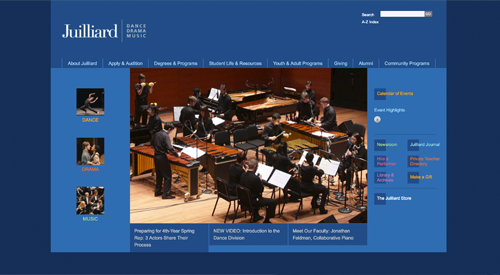 Search
GO
A-Z Index
Juilliard
DANCE
DRAMA
MUSIC
About Juilliard
Apply & Audition
Degrees & Programs
Student Life & Resources
Youth & Adult Programs
Giving
Alumni
Community Programs
DANCE
DRAMA
MUSIC
Calendar of Events
Event Highlights
Newsroom
Juilliard Journal
Hire a
Performer
Private Teacher
Directory
Library &
Archives
Make a Gift
The Juilliard Store
Preparing for 4th-Year Spring
Rep: 3 Actors Share Their
Process
NEW VIDEO: Introduction to the
Dance Division
Meet Our Faculty: Jonathan
Feldman, Collaborative Piano